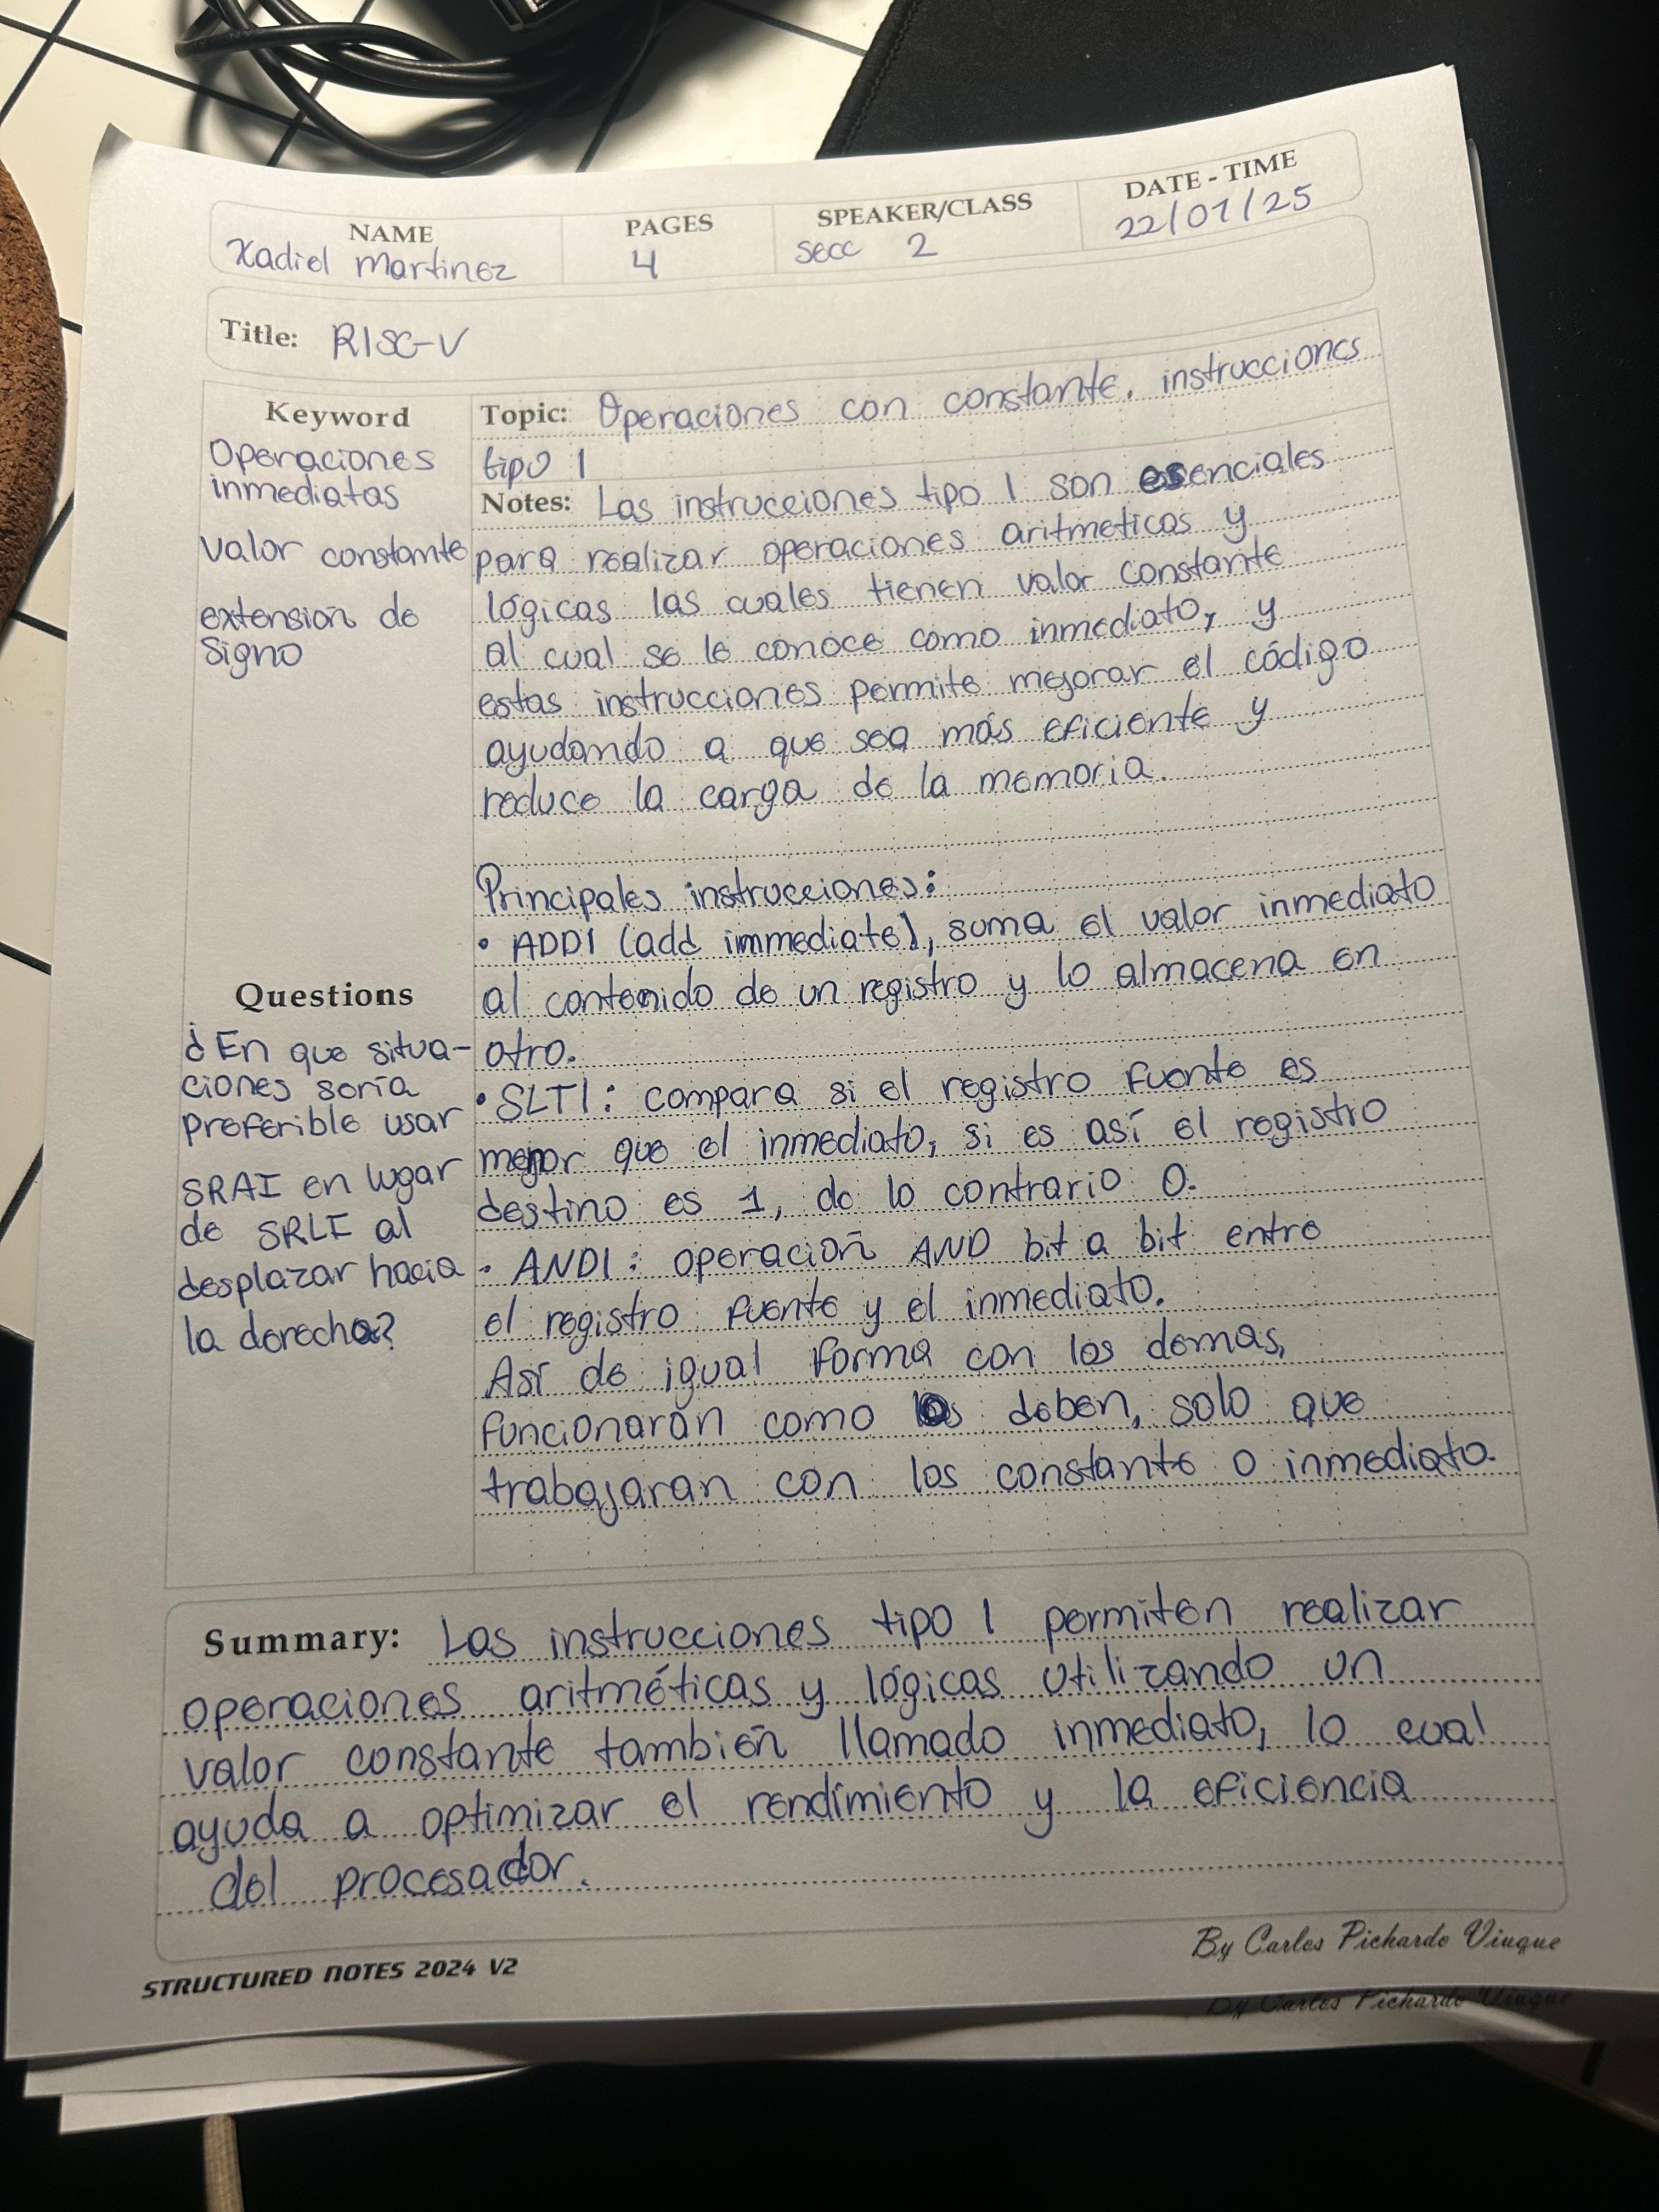 NAME PAGES SPEAKER/CLASS DATE - TIME
Xadiel Martinez 4 secc 2 22/01/25
Title: RISC-V
Keyword
Operaciones
inmediatas
Valor constante
extension de
signo
Questions
¿En que situa-
ciones sería
preferible usar
SRAI en lugar
de SRLI al
desplazar hacia
la derecha?
Topic: Operaciones con constante, instrucciones
tipo I
Notes: Las instrucciones tipo I son esenciales
para realizar operaciones aritmeticas y
lógicas las cuales tienen valor constante
al cual se le conoce como inmediato, y
estas instrucciones permite mejorar el código
ayudando a que sea más eficiente y
reduce la carga de la memoria.
Principales instrucciones:
• ADDI (add immediate), suma el valor inmediato
al contenido de un registro y lo almacena en
otro.
• SLTI: compara si el registro fuente es
menor que el inmediato, si es así el registro
destino es 1, de lo contrario 0.
• ANDI: operación AND bit a bit entre
el registro fuente y el inmediato.
Así de igual forma con los demas,
funcionarán como los deben, solo que
trabajaran con los constante o inmediato.
Summary: Las instrucciones tipo I permiten realizar
operaciones aritméticas y lógicas utilizando un
valor constante también llamado inmediato, lo cual
ayuda a optimizar el rendimiento y la eficiencia
del procesador.
STRUCTURED NOTES 2024 V2
By Carlos Pichardo Viuque
By Carlos Pichardo Viuque